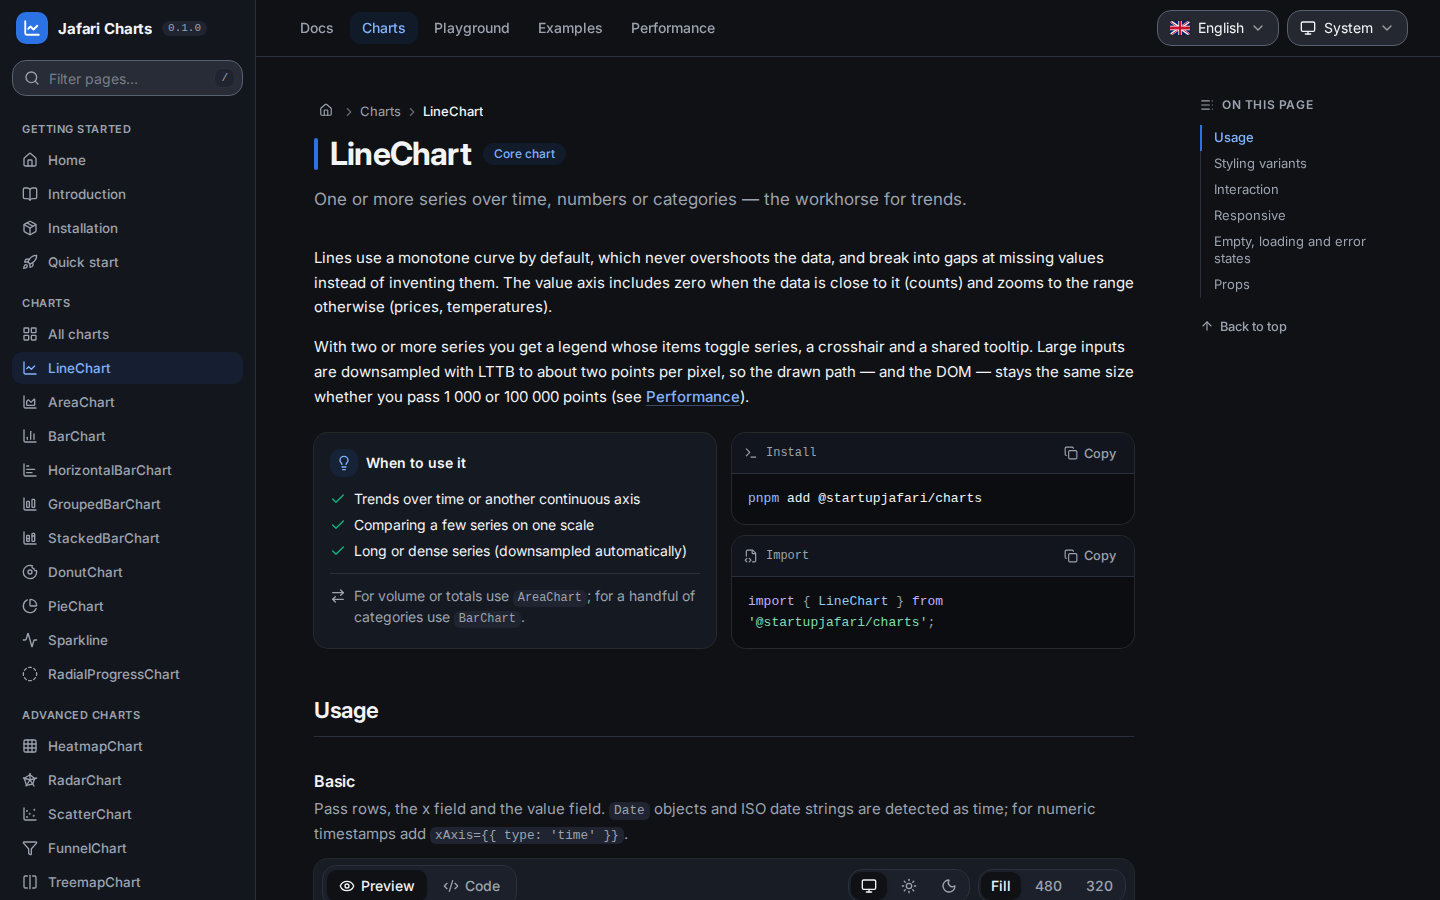 Jafari Charts 0.1.0
Filter pages... /
GETTING STARTED
Home
Introduction
Installation
Quick start
CHARTS
All charts
LineChart
AreaChart
BarChart
HorizontalBarChart
GroupedBarChart
StackedBarChart
DonutChart
PieChart
Sparkline
RadialProgressChart
ADVANCED CHARTS
HeatmapChart
RadarChart
ScatterChart
FunnelChart
TreemapChart
Docs Charts Playground Examples Performance
English System
Charts LineChart
LineChart Core chart
One or more series over time, numbers or categories — the workhorse for trends.
Lines use a monotone curve by default, which never overshoots the data, and break into gaps at missing values
instead of inventing them. The value axis includes zero when the data is close to it (counts) and zooms to the range
otherwise (prices, temperatures).
With two or more series you get a legend whose items toggle series, a crosshair and a shared tooltip. Large inputs
are downsampled with LTTB to about two points per pixel, so the drawn path — and the DOM — stays the same size
whether you pass 1 000 or 100 000 points (see Performance).
When to use it
Trends over time or another continuous axis
Comparing a few series on one scale
Long or dense series (downsampled automatically)
For volume or totals use AreaChart; for a handful of
categories use BarChart.
Install Copy
pnpm add @startupjafari/charts
Import Copy
import { LineChart } from
'@startupjafari/charts';
Usage
Basic
Pass rows, the x field and the value field. Date objects and ISO date strings are detected as time; for numeric
timestamps add xAxis={{ type: 'time' }}.
Preview Code Fill 480 320
ON THIS PAGE
Usage
Styling variants
Interaction
Responsive
Empty, loading and error
states
Props
Back to top